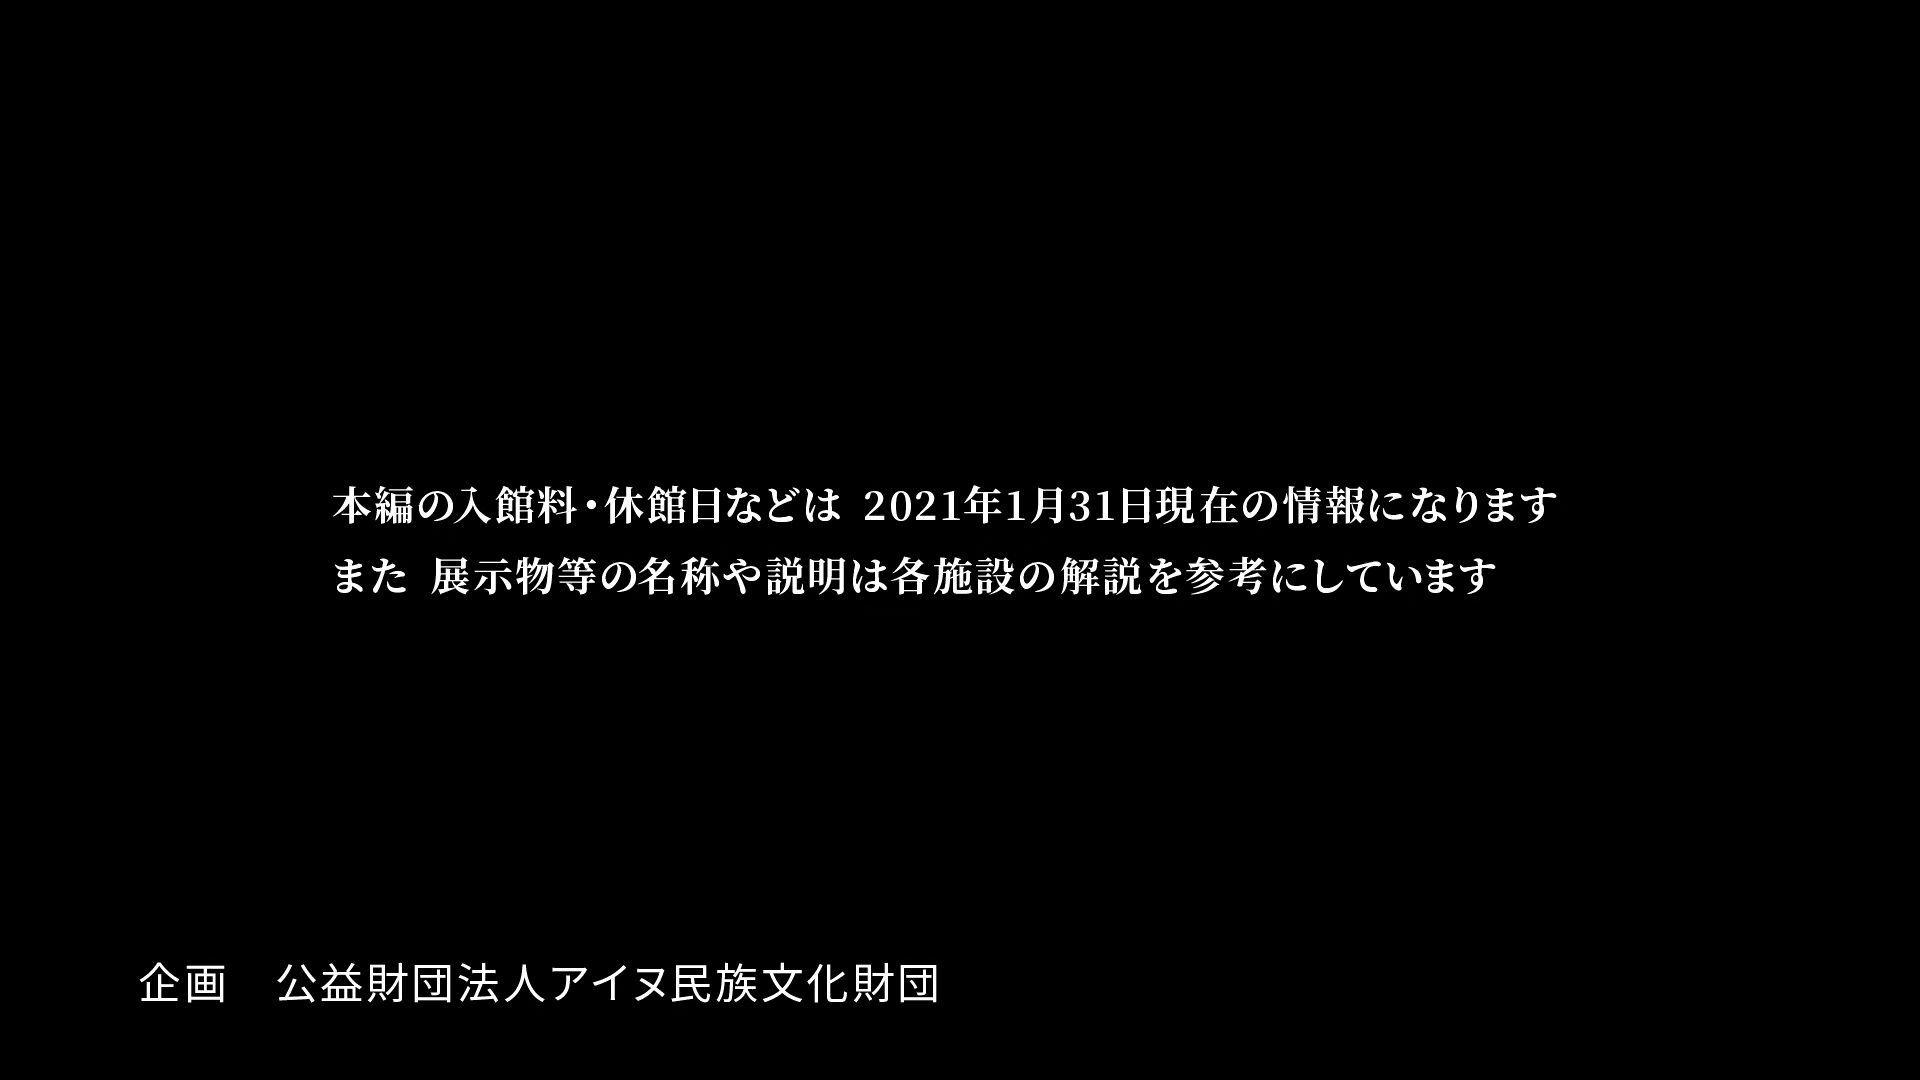 本編の入館料・休館日などは 2021年1月31日現在の情報になります
また 展示物等の名称や説明は各施設の解説を参考にしています
企画　公益財団法人アイヌ民族文化財団